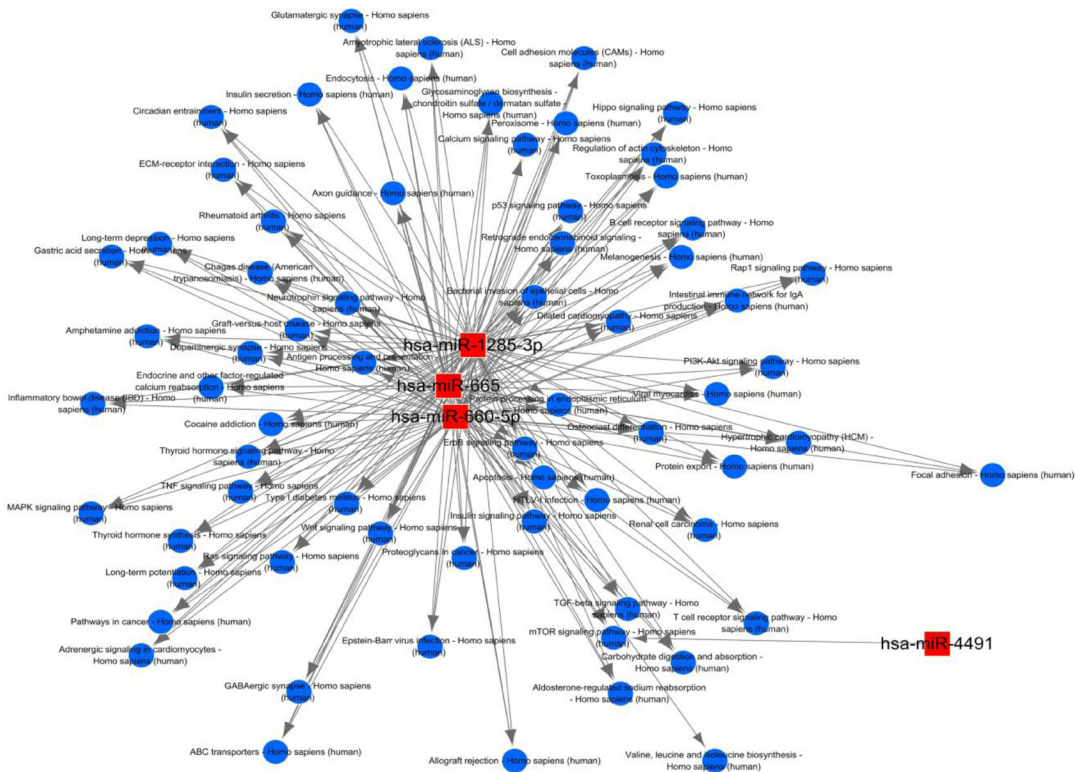 Glutamatergic synapse - Homo sapiens
(human)
Amyotrophic lateral sclerosis (ALS) - Homo
sapiens (human)
Cell adhesion molecules (CAMs) - Homo
sapiens (human)
Endocytosis - Homo sapiens (human)
Insulin secretion - Homo sapiens (human)
Glycosaminoglycan biosynthesis -
chondroitin sulfate / dermatan sulfate -
Homo sapiens (human)
Circadian entrainment - Homo sapiens
(human)
Hippo signaling pathway - Homo sapiens
(human)
Peroxisome - Homo sapiens (human)
Calcium signaling pathway - Homo sapiens
(human)
Regulation of actin cytoskeleton - Homo
sapiens (human)
ECM-receptor interaction - Homo sapiens
(human)
Toxoplasmosis - Homo sapiens (human)
Axon guidance - Homo sapiens (human)
p53 signaling pathway - Homo sapiens
(human)
Rheumatoid arthritis - Homo sapiens
(human)
B cell receptor signaling pathway - Homo
sapiens (human)
Long-term depression - Homo sapiens
(human)
Retrograde endocannabinoid signaling -
Homo sapiens (human)
Gastric acid secretion - Homo sapiens
(human)
Melanogenesis - Homo sapiens (human)
Chagas disease (American
trypanosomiasis) - Homo sapiens (human)
Rap1 signaling pathway - Homo sapiens
(human)
Bacterial invasion of epithelial cells - Homo
sapiens (human)
Neurotrophin signaling pathway - Homo
sapiens (human)
Intestinal immune network for IgA
production - Homo sapiens (human)
Dilated cardiomyopathy - Homo sapiens
(human)
Graft-versus-host disease - Homo sapiens
(human)
Amphetamine addiction - Homo sapiens
(human)
hsa-miR-1285-3p
Dopaminergic synapse - Homo sapiens
(human)
Antigen processing and presentation -
Homo sapiens (human)
PI3K-Akt signaling pathway - Homo sapiens
(human)
Endocrine and other factor-regulated
calcium reabsorption - Homo sapiens
(human)
hsa-miR-665
Viral myocarditis - Homo sapiens (human)
Inflammatory bowel disease (IBD) - Homo
sapiens (human)
Protein processing in endoplasmic reticulum
- Homo sapiens (human)
hsa-miR-660-5p
Cocaine addiction - Homo sapiens (human)
Osteoclast differentiation - Homo sapiens
(human)
Hypertrophic cardiomyopathy (HCM) -
Homo sapiens (human)
ErbB signaling pathway - Homo sapiens
(human)
Thyroid hormone signaling pathway - Homo
sapiens (human)
Protein export - Homo sapiens (human)
Focal adhesion - Homo sapiens (human)
Apoptosis - Homo sapiens (human)
TNF signaling pathway - Homo sapiens
(human)
Type I diabetes mellitus - Homo sapiens
(human)
HTLV-I infection - Homo sapiens (human)
MAPK signaling pathway - Homo sapiens
(human)
Insulin signaling pathway - Homo sapiens
(human)
Renal cell carcinoma - Homo sapiens
(human)
Wnt signaling pathway - Homo sapiens
(human)
Thyroid hormone synthesis - Homo sapiens
(human)
Proteoglycans in cancer - Homo sapiens
(human)
Ras signaling pathway - Homo sapiens
(human)
Long-term potentiation - Homo sapiens
(human)
TGF-beta signaling pathway - Homo
sapiens (human)
Pathways in cancer - Homo sapiens
(human)
T cell receptor signaling pathway - Homo
sapiens (human)
mTOR signaling pathway - Homo sapiens
(human)
Epstein-Barr virus infection - Homo sapiens
(human)
hsa-miR-4491
Adrenergic signaling in cardiomyocytes -
Homo sapiens (human)
Carbohydrate digestion and absorption -
Homo sapiens (human)
GABAergic synapse - Homo sapiens
(human)
Aldosterone-regulated sodium reabsorption
- Homo sapiens (human)
ABC transporters - Homo sapiens (human)
Allograft rejection - Homo sapiens (human)
Valine, leucine and isoleucine biosynthesis -
Homo sapiens (human)